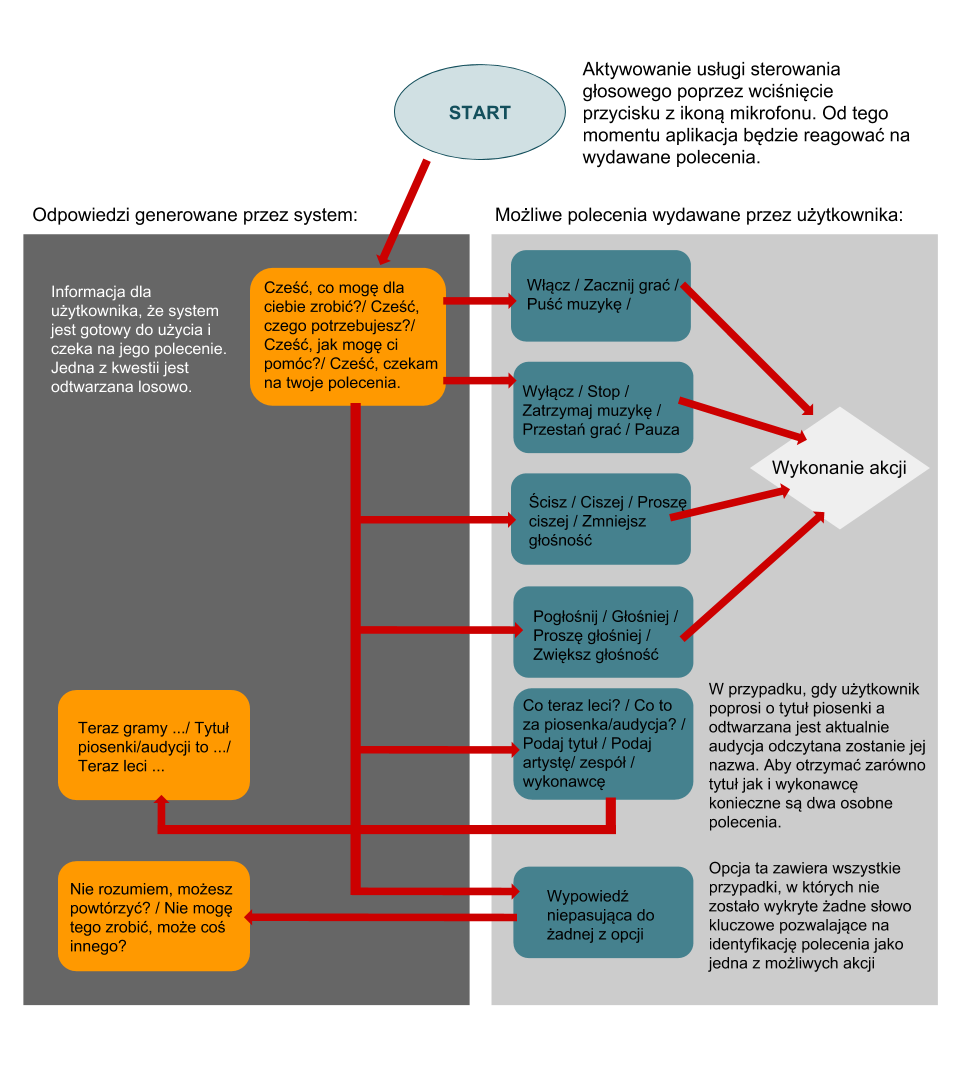 START
Aktywowanie usługi sterowania
głosowego poprzez wciśnięcie
przycisku z ikoną mikrofonu. Od tego
momentu aplikacja będzie reagować na
wydawane polecenia.
Odpowiedzi generowane przez system:
Możliwe polecenia wydawane przez użytkownika:
Informacja dla
użytkownika, że system
jest gotowy do użycia i
czeka na jego polecenie.
Jedna z kwestii jest
odtwarzana losowo.
Cześć, co mogę dla
ciebie zrobić?/ Cześć,
czego potrzebujesz?/
Cześć, jak mogę ci
pomóc?/ Cześć, czekam
na twoje polecenia.
Włącz / Zacznij grać /
Puść muzykę /
Wyłącz / Stop /
Zatrzymaj muzykę /
Przestań grać / Pauza
Wykonanie akcji
Ścisz / Ciszej / Proszę
ciszej / Zmniejsz
głośność
Pogłośnij / Głośniej /
Proszę głośniej /
Zwiększ głośność
Teraz gramy .../ Tytuł
piosenki/audycji to .../
Teraz leci ...
Co teraz leci? / Co to
za piosenka/audycja? /
Podaj tytuł / Podaj
artystę/ zespół /
wykonawcę
W przypadku, gdy użytkownik
poprosi o tytuł piosenki a
odtwarzana jest aktualnie
audycja odczytana zostanie jej
nazwa. Aby otrzymać zarówno
tytuł jak i wykonawcę
konieczne są dwa osobne
polecenia.
Nie rozumiem, możesz
powtórzyć? / Nie mogę
tego zrobić, może coś
innego?
Wypowiedź
niepasująca do
żadnej z opcji
Opcja ta zawiera wszystkie
przypadki, w których nie
zostało wykryte żadne słowo
kluczowe pozwalające na
identyfikację polecenia jako
jedna z możliwych akcji